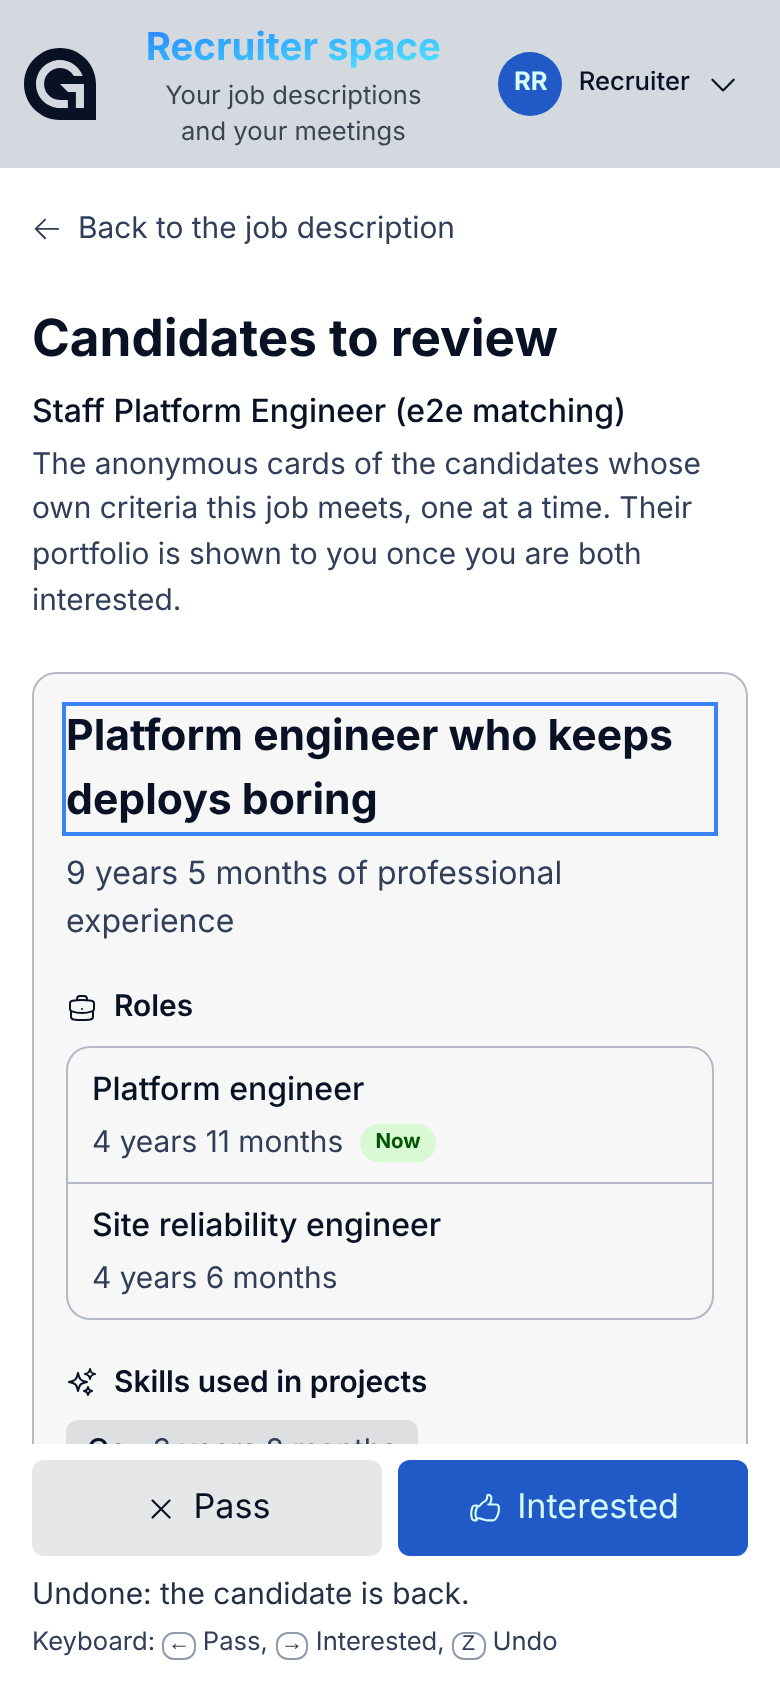 Recruiter space
Your job descriptions
and your meetings
RR
Recruiter
← Back to the job description
Candidates to review
Staff Platform Engineer (e2e matching)
The anonymous cards of the candidates whose
own criteria this job meets, one at a time. Their
portfolio is shown to you once you are both
interested.
Platform engineer who keeps
deploys boring
9 years 5 months of professional
experience
Roles
Platform engineer
4 years 11 months Now
Site reliability engineer
4 years 6 months
Skills used in projects
Pass
Interested
Undone: the candidate is back.
Keyboard: ← Pass, → Interested, Z Undo